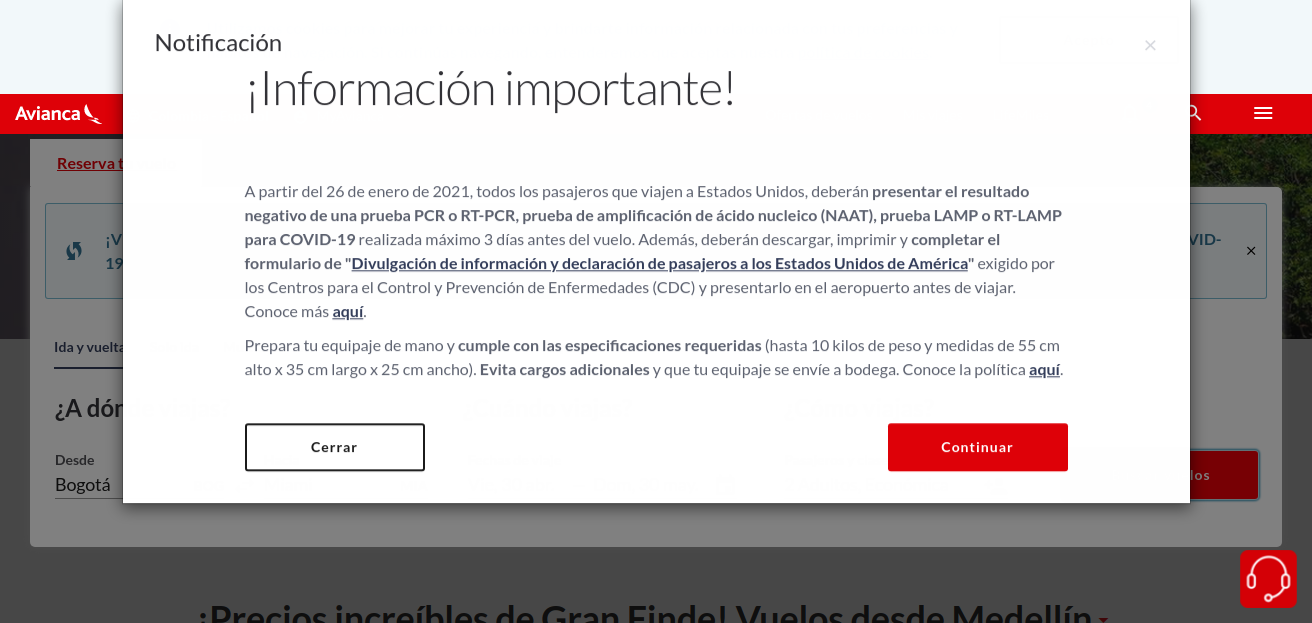 Notificación
×
¡Información importante!
Avianca
Reserva t
A partir del 26 de enero de 2021, todos los pasajeros que viajen a Estados Unidos, deberán presentar el resultado
negativo de una prueba PCR o RT-PCR, prueba de amplificación de ácido nucleico (NAAT), prueba LAMP o RT-LAMP
para COVID-19 realizada máximo 3 días antes del vuelo. Además, deberán descargar, imprimir y completar el
formulario de "Divulgación de información y declaración de pasajeros a los Estados Unidos de América" exigido por
los Centros para el Control y Prevención de Enfermedades (CDC) y presentarlo en el aeropuerto antes de viajar.
Conoce más aquí.
¡V
VID-
19
×
Prepara tu equipaje de mano y cumple con las especificaciones requeridas (hasta 10 kilos de peso y medidas de 55 cm
alto x 35 cm largo x 25 cm ancho). Evita cargos adicionales y que tu equipaje se envíe a bodega. Conoce la política aquí.
Ida y vuelta
¿A dón
Cerrar
Continuar
Desde
Bogotá
los
¡Precios increíbles de Gran Finde! Vuelos desde Medellín